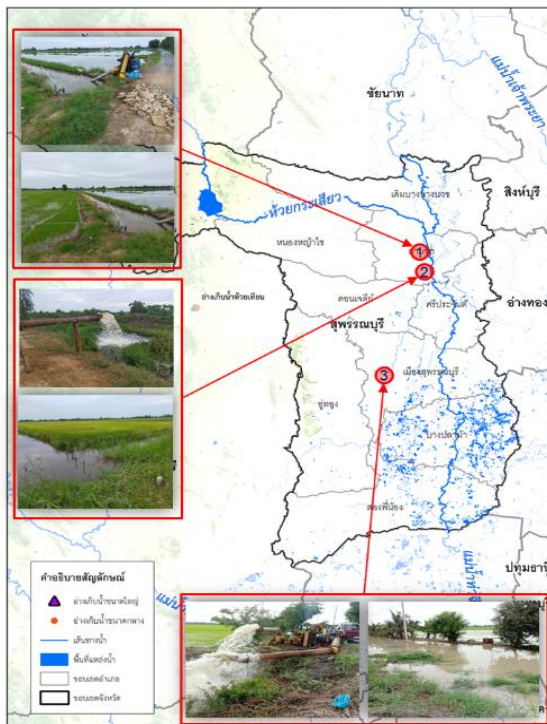 ชัยนาท
แม่น้ำเจ้าพระยา
เดิมบางนางบวช
สิงห์บุรี
ห้วยกระเสียว
หนองหญ้าไซ
1
2
อ่างเก็บน้ำห้วยเทียน
ดอนเจดีย์
ศรีประจันต์
อ่างทอง
สุพรรณบุรี
3
เมืองสุพรรณบุรี
อู่ทอง
บางปลาม้า
สองพี่น้อง
คำอธิบายสัญลักษณ์
อ่างเก็บน้ำขนาดใหญ่
อ่างเก็บน้ำขนาดกลาง
เส้นทางน้ำ
พื้นที่แหล่งน้ำ
ขอบเขตอำเภอ
ขอบเขตจังหวัด